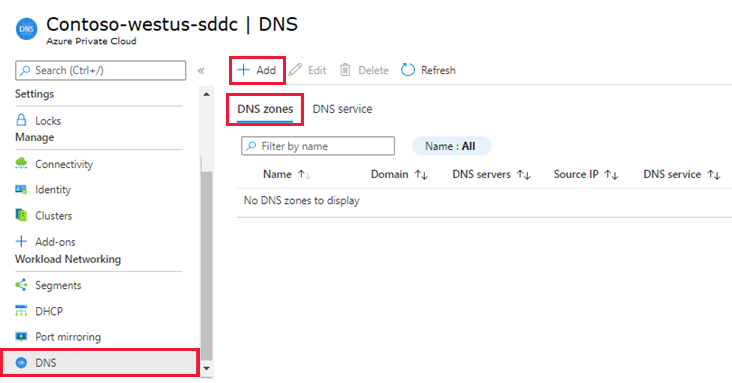 Contoso-westus-sddc | DNS
Azure Private Cloud
DNS
Search (Ctrl+/)
«
Settings
Locks
Manage
Connectivity
Identity
Clusters
Add-ons
Workload Networking
Segments
DHCP
Port mirroring
DNS
Add Edit Delete Refresh
DNS zones DNS service
Filter by name Name : All
Name ↑↓ Domain ↑↓ DNS servers ↑↓ Source IP ↑↓ DNS service ↑↓
No DNS zones to display